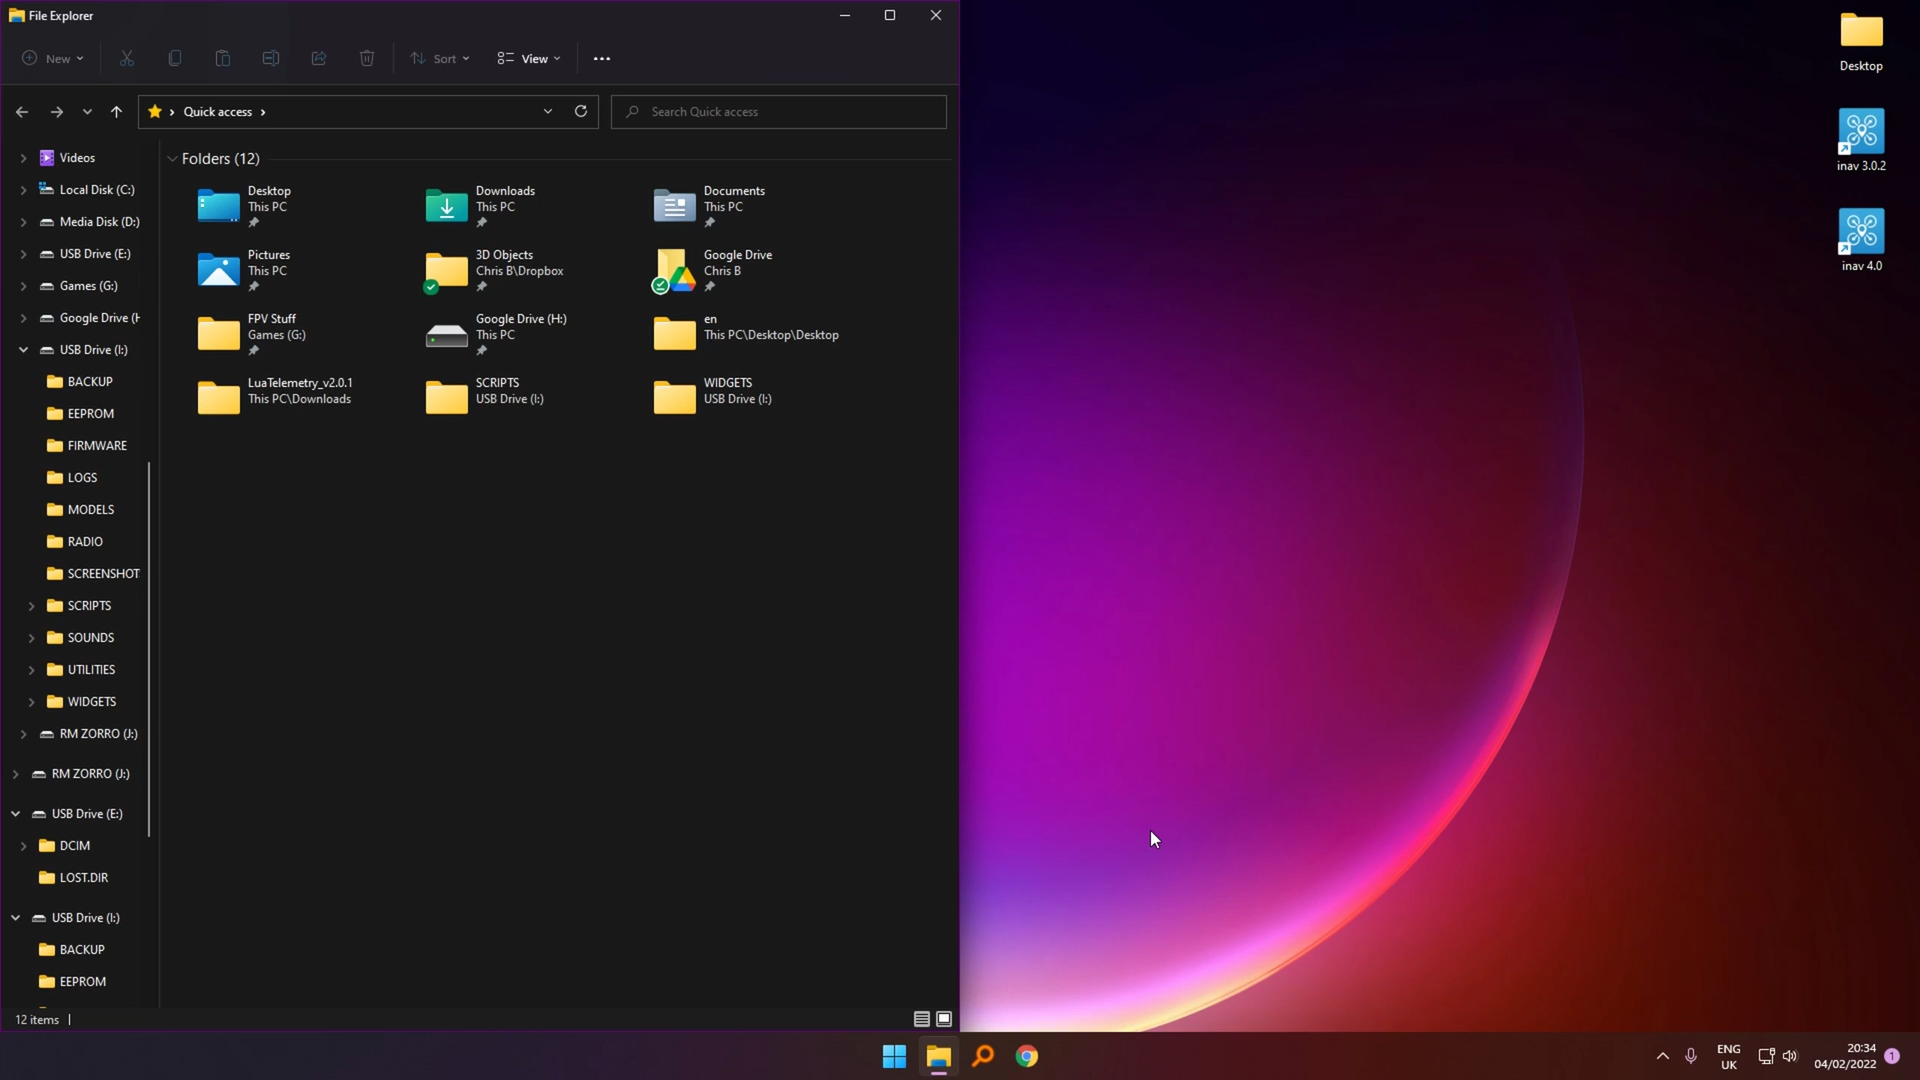 File Explorer
New
Sort
View
Quick access
Search Quick access
Videos
Local Disk (C:)
Media Disk (D:)
USB Drive (E:)
Games (G:)
Google Drive (H
USB Drive (I:)
BACKUP
EEPROM
FIRMWARE
LOGS
MODELS
RADIO
SCREENSHOT
SCRIPTS
SOUNDS
UTILITIES
WIDGETS
RM ZORRO (J:)
RM ZORRO (J:)
USB Drive (E:)
DCIM
LOST.DIR
USB Drive (I:)
BACKUP
EEPROM
Folders (12)
Desktop
This PC
Downloads
This PC
Documents
This PC
Pictures
This PC
3D Objects
Chris B\Dropbox
Google Drive
Chris B
FPV Stuff
Games (G:)
Google Drive (H:)
This PC
en
This PC\Desktop\Desktop
LuaTelemetry_v2.0.1
This PC\Downloads
SCRIPTS
USB Drive (I:)
WIDGETS
USB Drive (I:)
12 items
Desktop
inav 3.0.2
inav 4.0
ENG
UK
20:34
04/02/2022
1